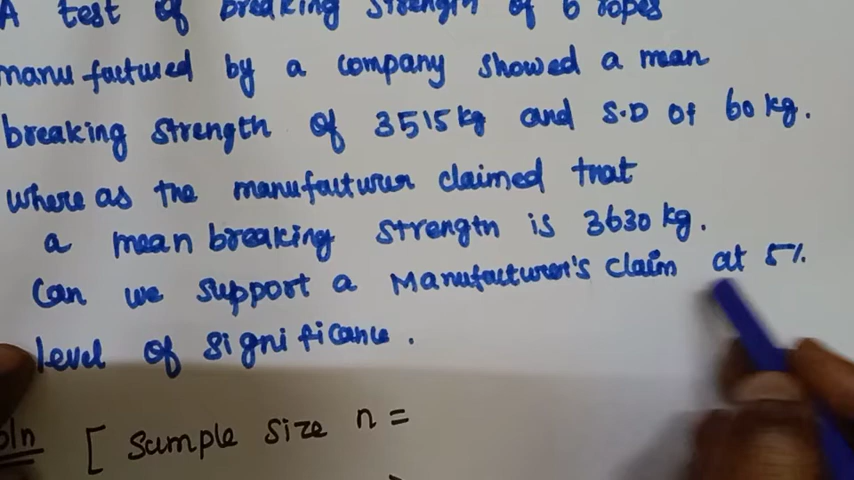 A test of breaking strength of 6 ropes
manufactured by a company showed a mean
breaking strength of 3515 kg and S.D of 60 kg.
where as the manufacturer claimed that
a mean breaking strength is 3630 kg.
Can we support a Manufacturer's claim at 5%
level of significance.
[ Sample size n =